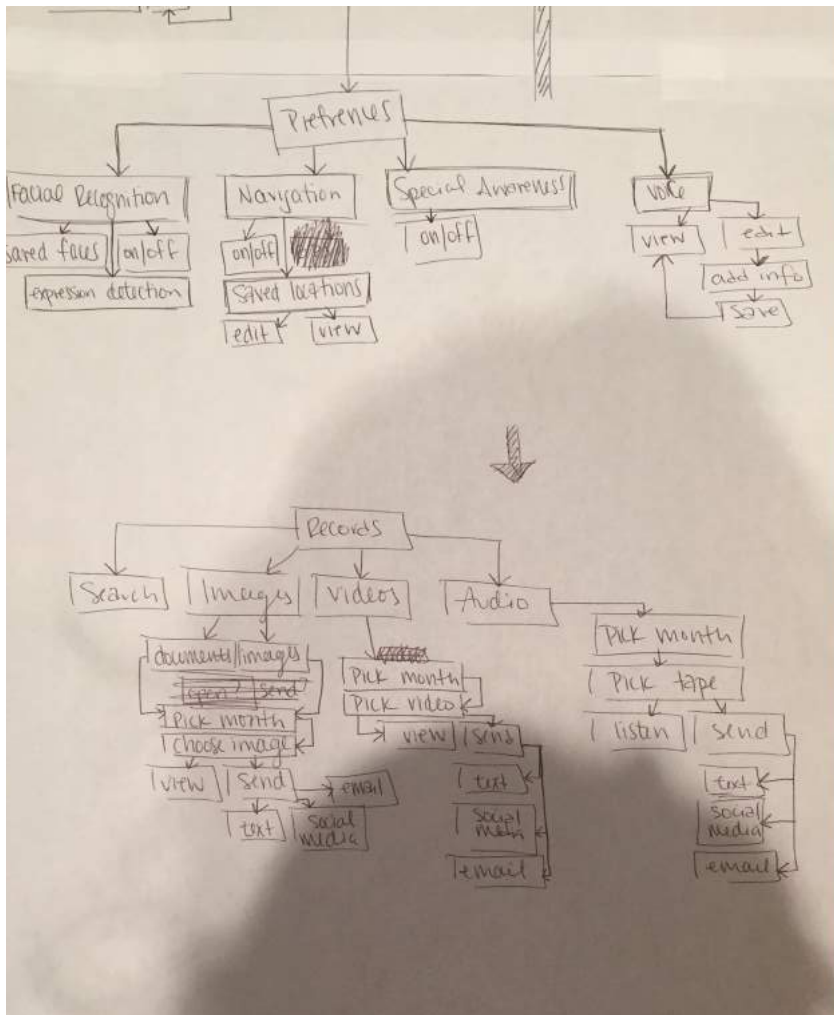 Prefrences
Facial Recognition
Navigation
Special Awareness
Voice
saved faces
on/off
expression detection
on/off
saved locations
edit
view
on/off
view
edit
add info
save
Records
Search
Images
Videos
Audio
documents
images
pick month
choose image
view
send
email
text
social media
pick month
pick video
view
send
text
social
email
pick month
pick tape
listen
send
text
social media
email